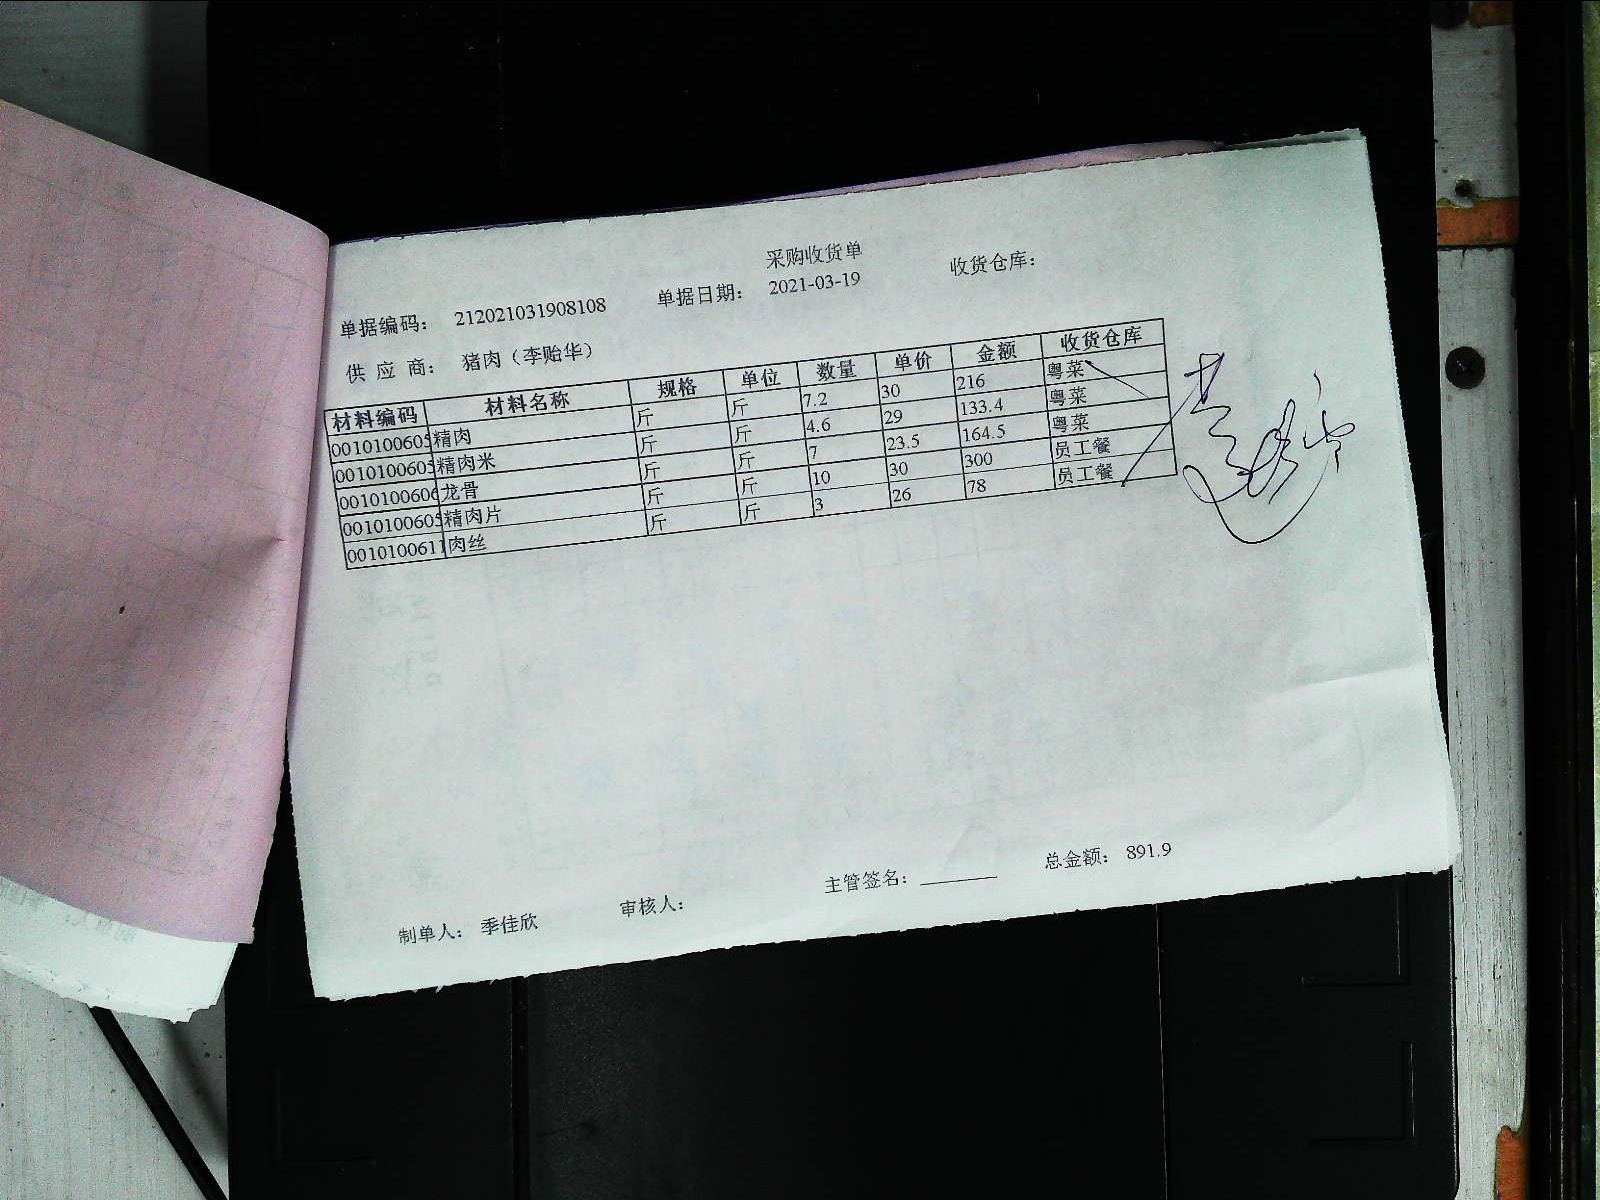 采购收货单
单据编码： 212021031908108 单据日期： 2021-03-19 收货仓库：
供 应 商： 猪肉（李贻华）
材料编码 材料名称 规格 单位 数量 单价 金额 收货仓库
0010100605 精肉 斤 斤 7.2 30 216 粤菜
0010100605 精肉米 斤 斤 4.6 29 133.4 粤菜
0010100606 龙骨 斤 斤 7 23.5 164.5 粤菜
0010100605 精肉片 斤 斤 10 30 300 员工餐
0010100611 肉丝 斤 斤 3 26 78 员工餐
制单人： 季佳欣 审核人： 主管签名： 总金额： 891.9